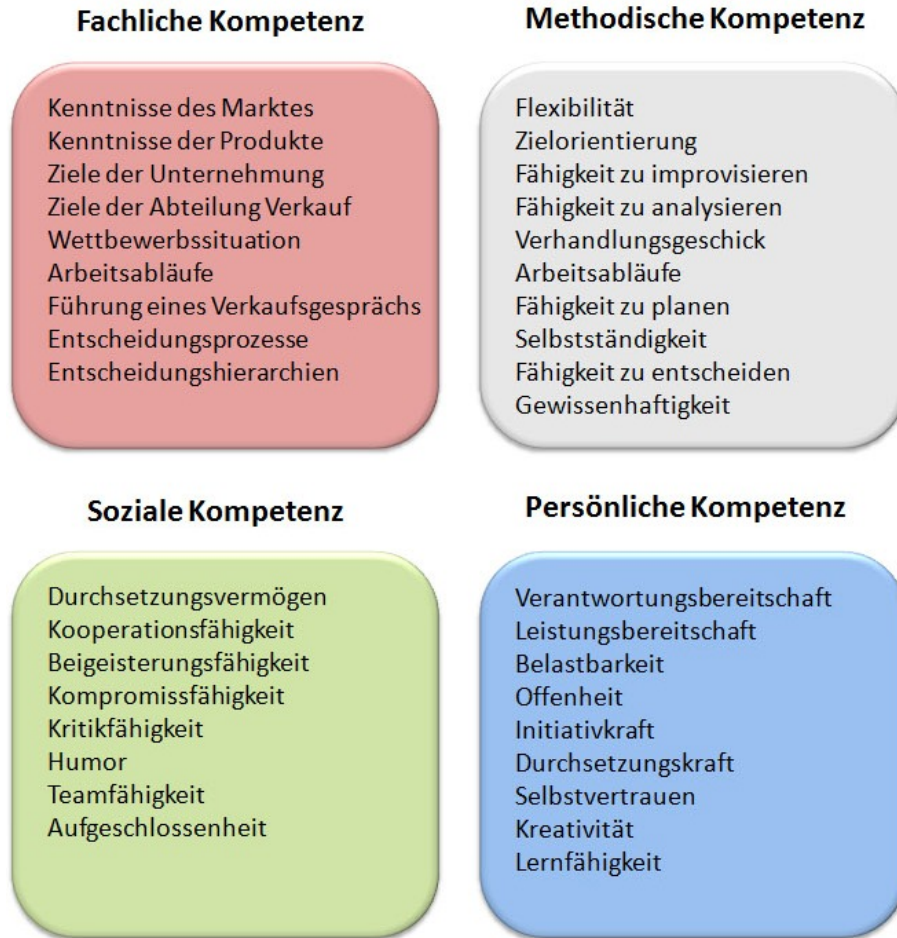 Fachliche Kompetenz
Kenntnisse des Marktes
Kenntnisse der Produkte
Ziele der Unternehmung
Ziele der Abteilung Verkauf
Wettbewerbssituation
Arbeitsabläufe
Führung eines Verkaufsgesprächs
Entscheidungsprozesse
Entscheidungshierarchien
Methodische Kompetenz
Flexibilität
Zielorientierung
Fähigkeit zu improvisieren
Fähigkeit zu analysieren
Verhandlungsgeschick
Arbeitsabläufe
Fähigkeit zu planen
Selbstständigkeit
Fähigkeit zu entscheiden
Gewissenhaftigkeit
Soziale Kompetenz
Durchsetzungsvermögen
Kooperationsfähigkeit
Beigeisterungsfähigkeit
Kompromissfähigkeit
Kritikfähigkeit
Humor
Teamfähigkeit
Aufgeschlossenheit
Persönliche Kompetenz
Verantwortungsbereitschaft
Leistungsbereitschaft
Belastbarkeit
Offenheit
Initiativkraft
Durchsetzungskraft
Selbstvertrauen
Kreativität
Lernfähigkeit